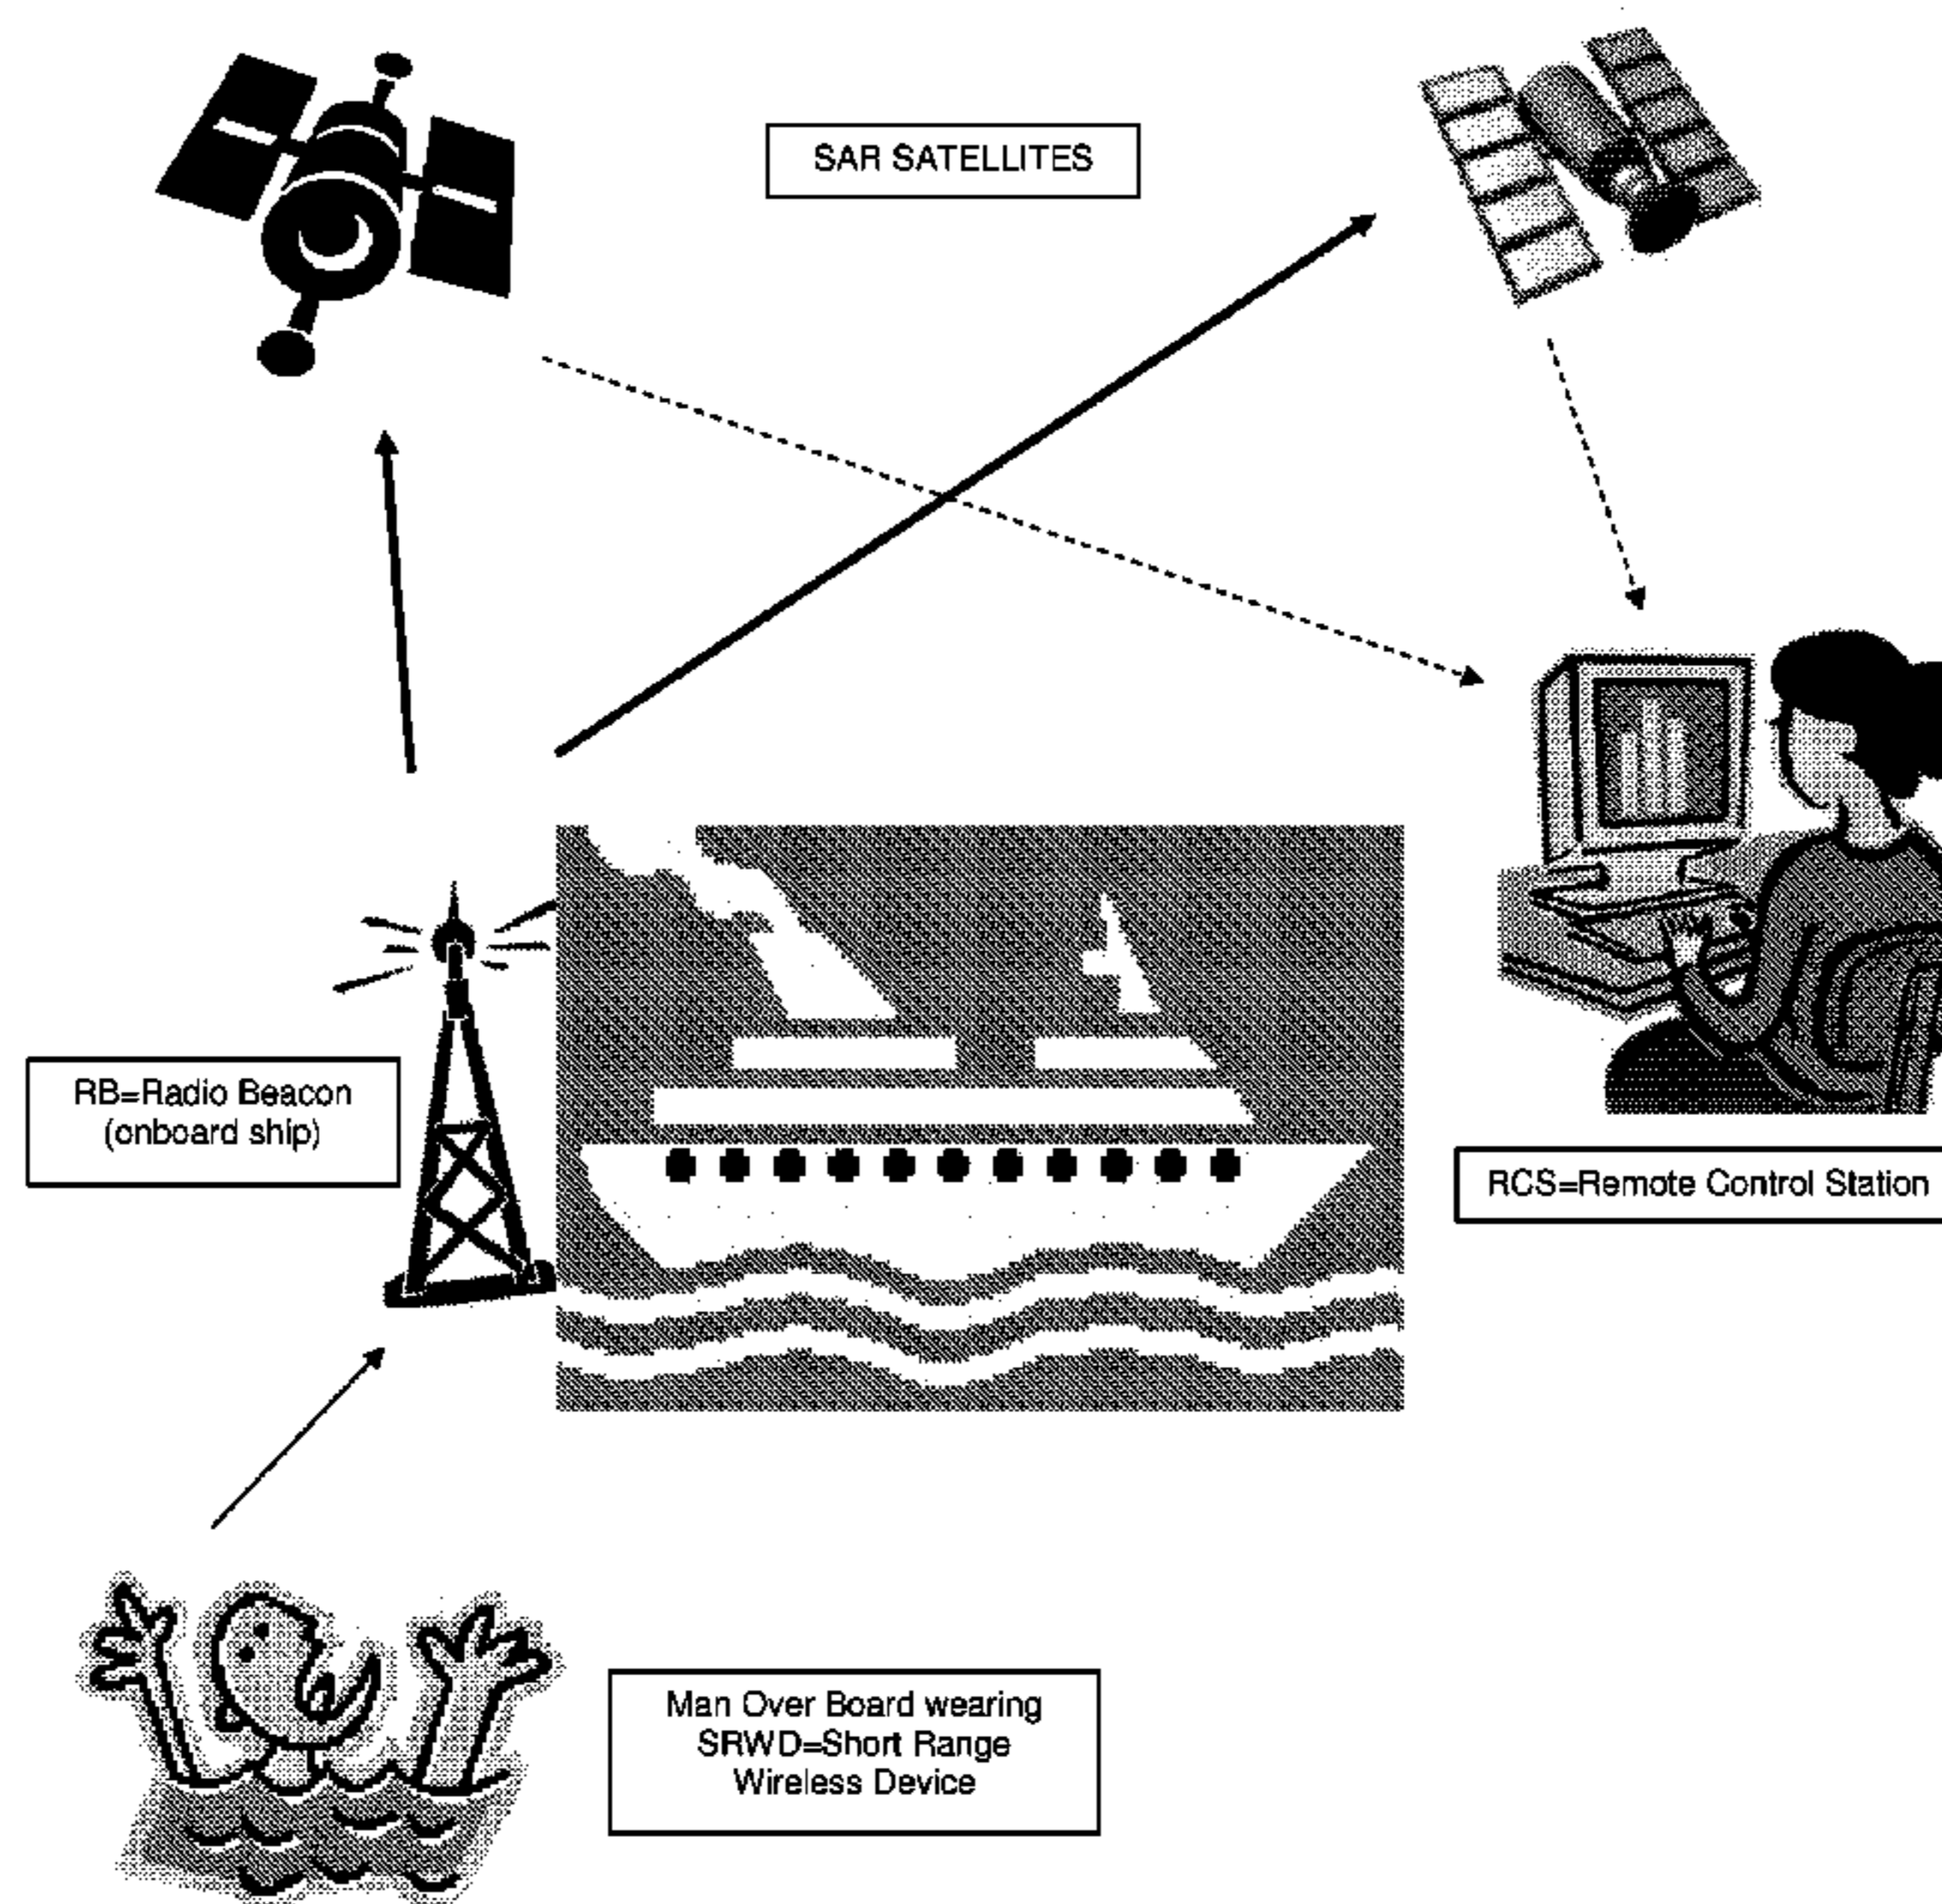 SAR SATELLITES
RB=Radio Beacon
(onboard ship)
RCS=Remote Control Station
Man Over Board wearing
SRWD=Short Range
Wireless Device